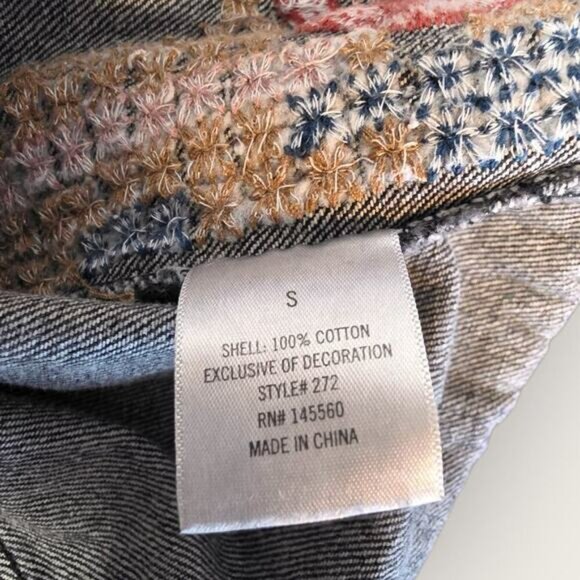 S
SHELL: 100% COTTON
EXCLUSIVE OF DECORATION
STYLE# 272
RN# 145560
MADE IN CHINA